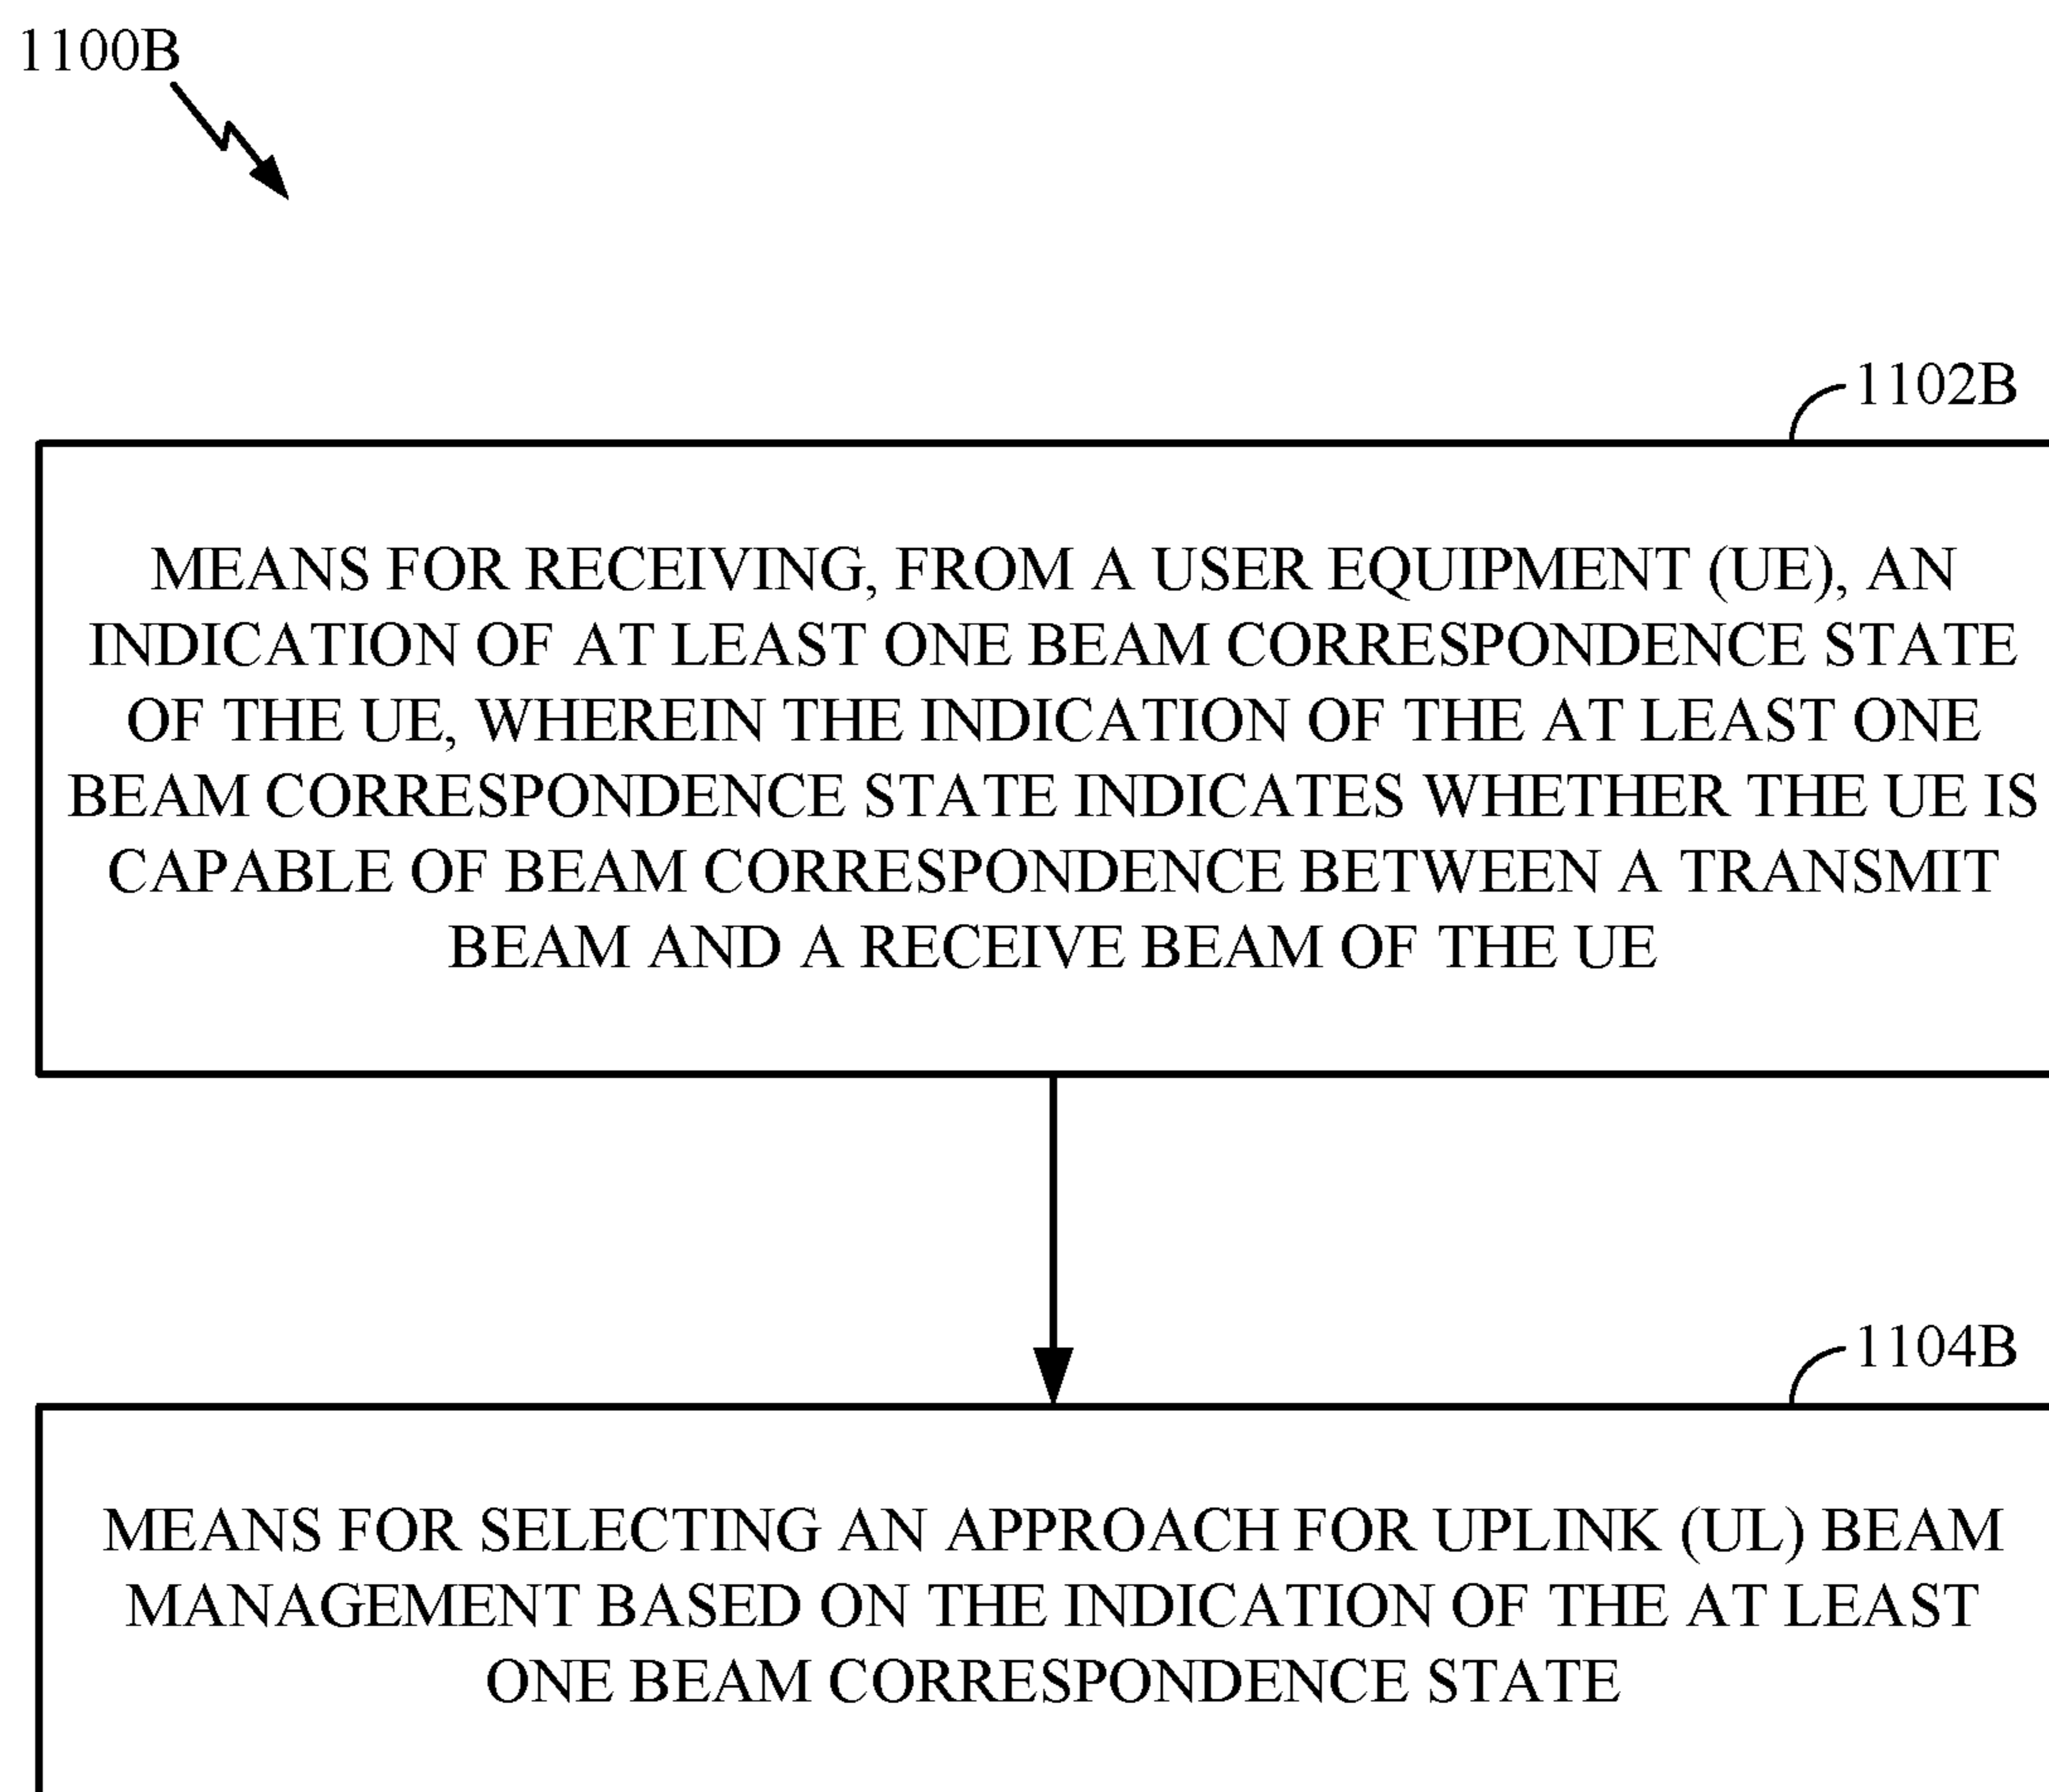 1100B
1102B
MEANS FOR RECEIVING, FROM A USER EQUIPMENT (UE), AN
INDICATION OF AT LEAST ONE BEAM CORRESPONDENCE STATE
OF THE UE, WHEREIN THE INDICATION OF THE AT LEAST ONE
BEAM CORRESPONDENCE STATE INDICATES WHETHER THE UE IS
CAPABLE OF BEAM CORRESPONDENCE BETWEEN A TRANSMIT
BEAM AND A RECEIVE BEAM OF THE UE
1104B
MEANS FOR SELECTING AN APPROACH FOR UPLINK (UL) BEAM
MANAGEMENT BASED ON THE INDICATION OF THE AT LEAST
ONE BEAM CORRESPONDENCE STATE